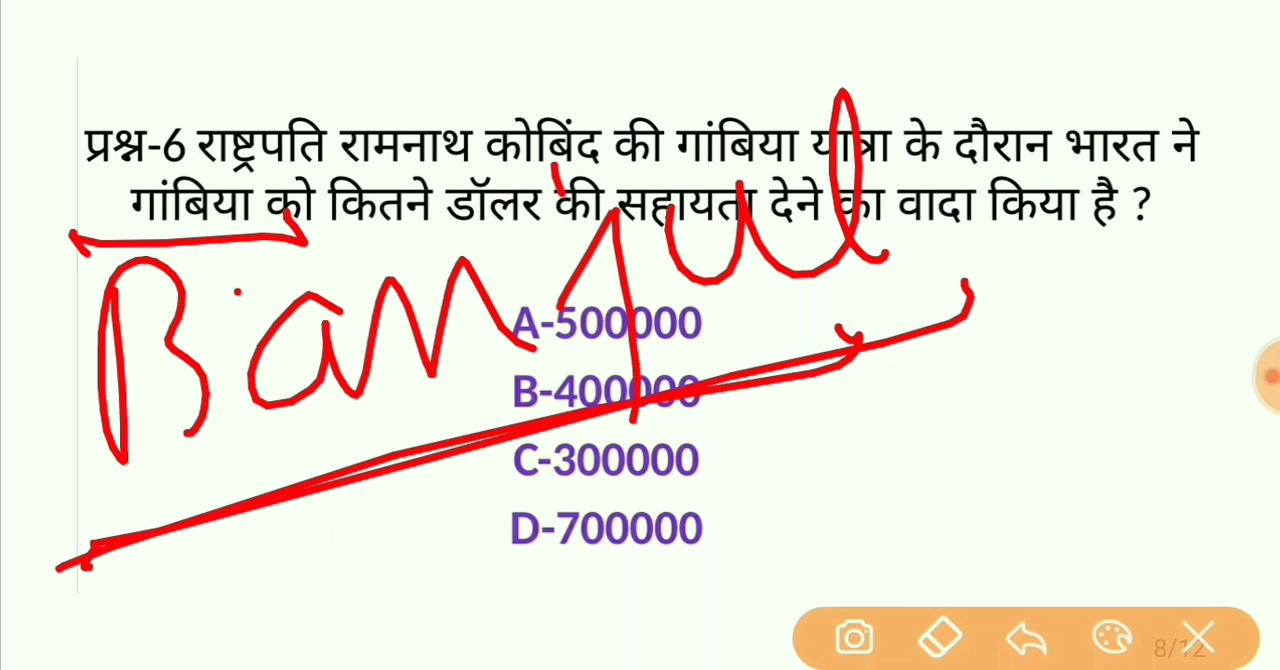 प्रश्न-6 राष्ट्रपति रामनाथ कोबिंद की गांबिया यात्रा के दौरान भारत ने
गांबिया को कितने डॉलर की सहायता देने का वादा किया है ?
Banjul
A-500000
B-400000
C-300000
D-700000
8/12